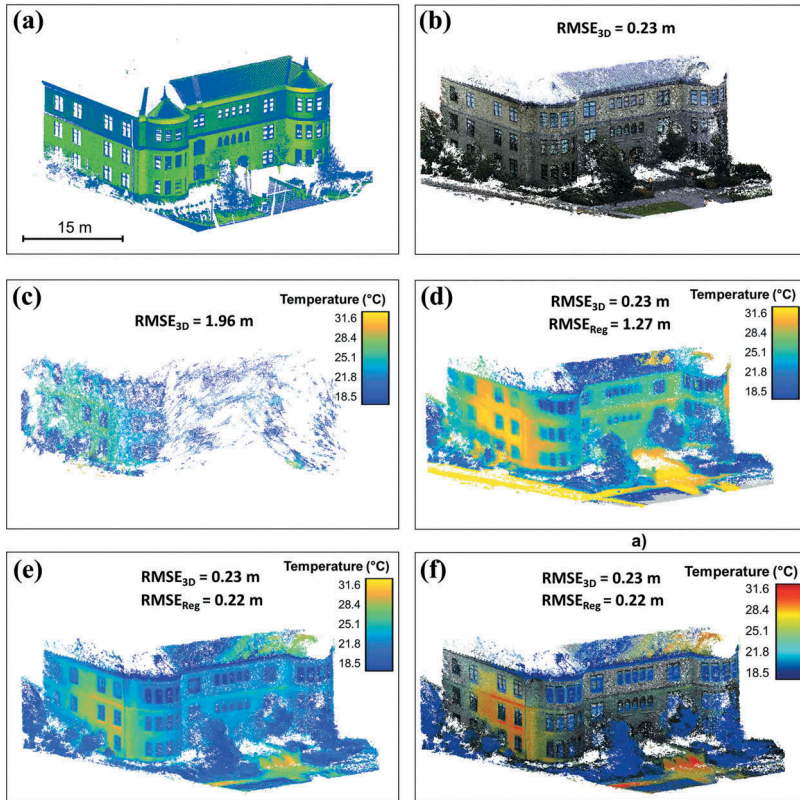 (a)
15 m
(b)
RMSE3D = 0.23 m
(c)
RMSE3D = 1.96 m
Temperature (°C)
31.6
28.4
25.1
21.8
18.5
(d)
RMSE3D = 0.23 m
RMSEReg = 1.27 m
Temperature (°C)
31.6
28.4
25.1
21.8
18.5
a)
(e)
RMSE3D = 0.23 m
RMSEReg = 0.22 m
Temperature (°C)
31.6
28.4
25.1
21.8
18.5
(f)
RMSE3D = 0.23 m
RMSEReg = 0.22 m
Temperature (°C)
31.6
28.4
25.1
21.8
18.5